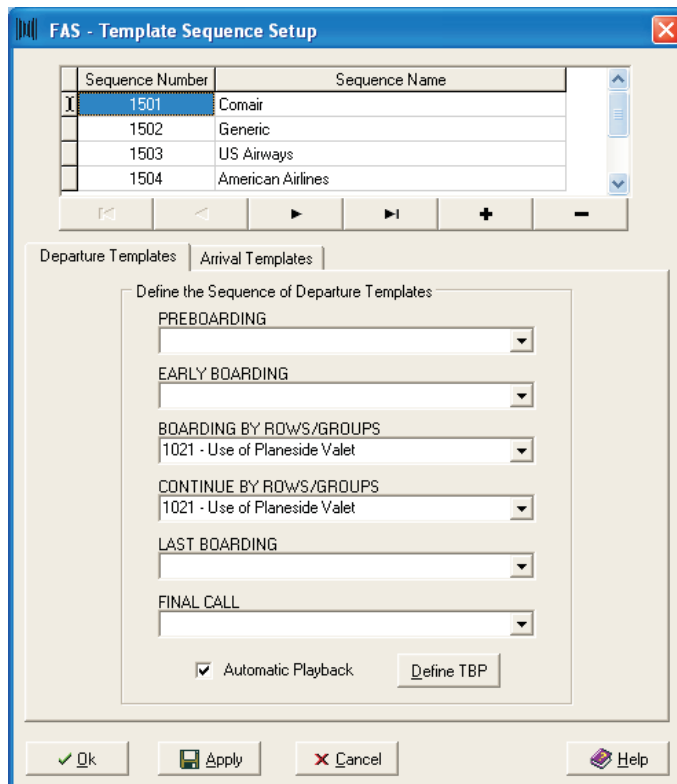 FAS - Template Sequence Setup
Sequence Number Sequence Name
1501 Comair
1502 Generic
1503 US Airways
1504 American Airlines
Departure Templates Arrival Templates
Define the Sequence of Departure Templates
PREBOARDING
EARLY BOARDING
BOARDING BY ROWS/GROUPS
1021 - Use of Planeside Valet
CONTINUE BY ROWS/GROUPS
1021 - Use of Planeside Valet
LAST BOARDING
FINAL CALL
Automatic Playback Define TBP
Ok Apply Cancel Help